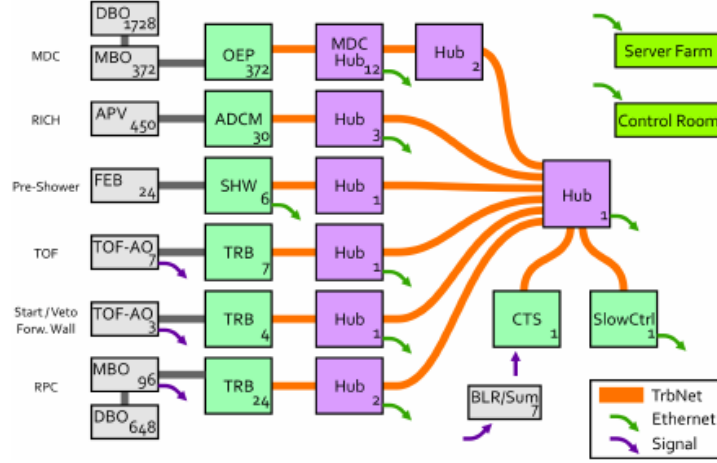 DBO
1728
MDC
MBO
372
OEP
372
MDC
Hub
12
Hub
2
Server Farm
RICH
APV
450
ADCM
30
Hub
3
Control Room
Pre-Shower
FEB
24
SHW
6
Hub
1
Hub
1
TOF
TOF-AO
7
TRB
7
Hub
1
Start / Veto
Forw. Wall
TOF-AO
3
TRB
4
Hub
1
CTS
1
SlowCtrl
1
RPC
MBO
96
TRB
24
Hub
2
DBO
648
BLR/Sum
7
TrbNet
Ethernet
Signal